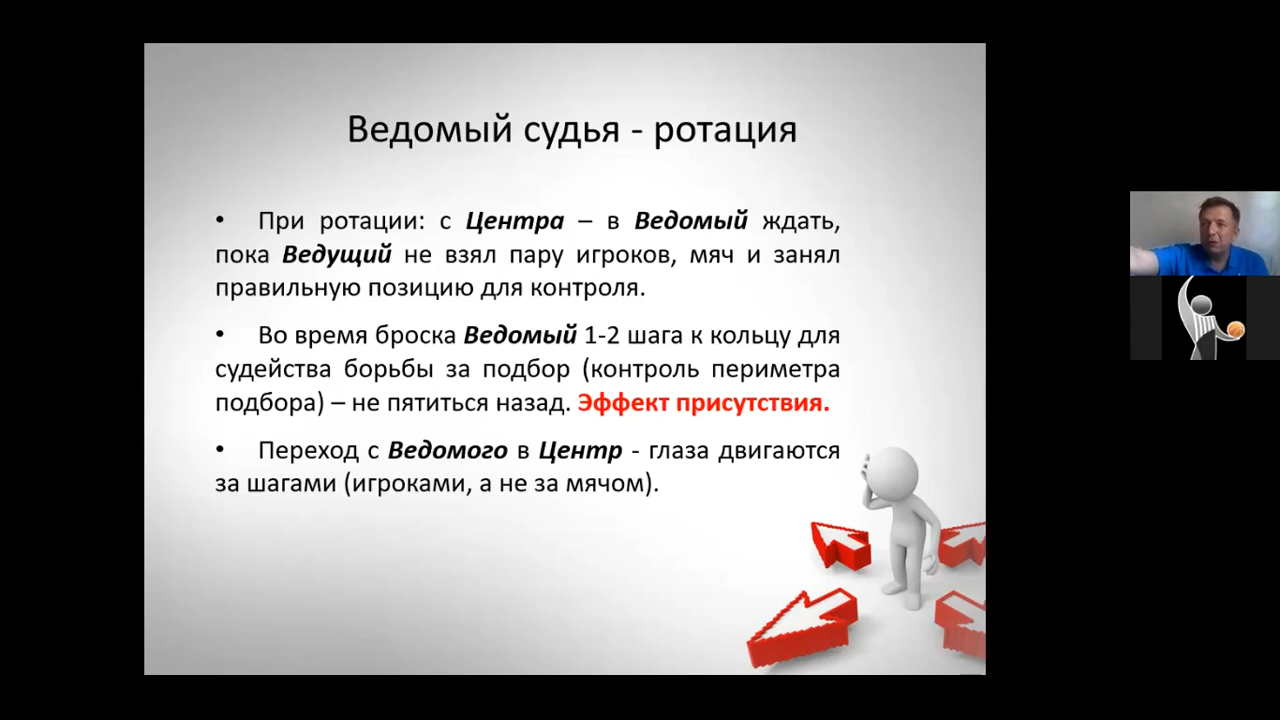 Ведомый судья - ротация
• При ротации: с Центра – в Ведомый ждать,
пока Ведущий не взял пару игроков, мяч и занял
правильную позицию для контроля.
• Во время броска Ведомый 1-2 шага к кольцу для
судейства борьбы за подбор (контроль периметра
подбора) – не пятиться назад. Эффект присутствия.
• Переход с Ведомого в Центр - глаза двигаются
за шагами (игроками, а не за мячом).